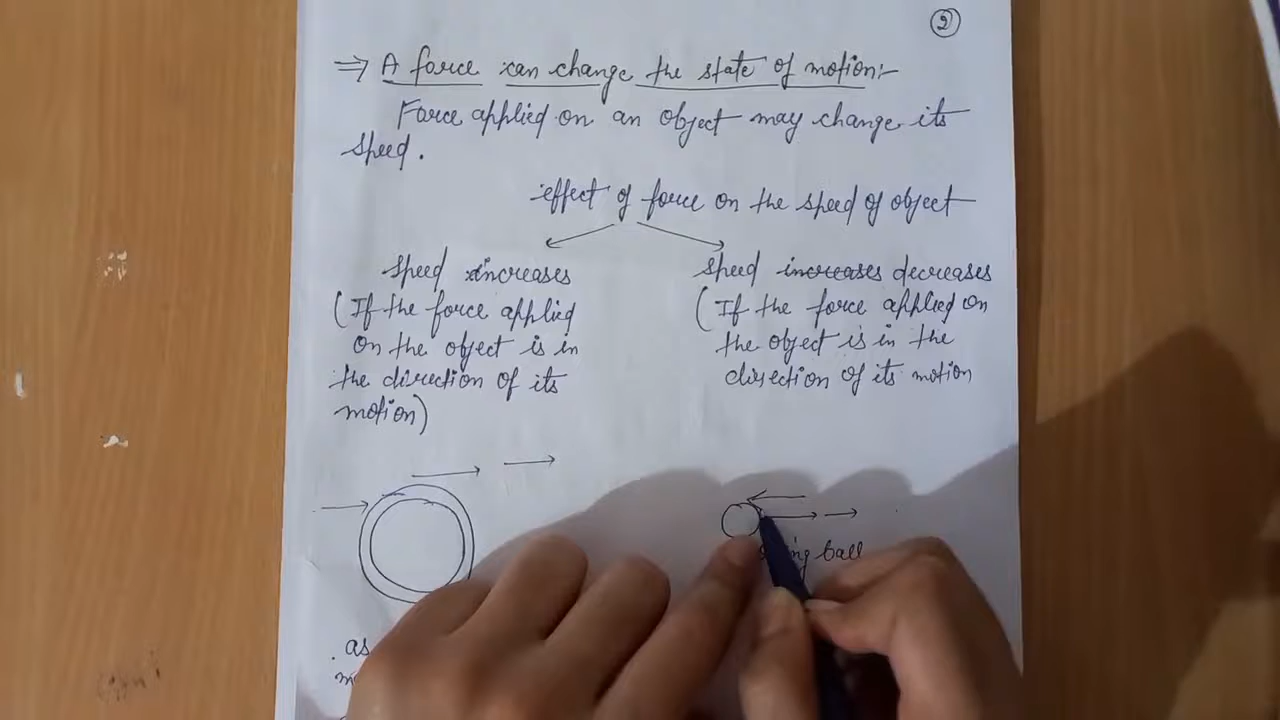 2
⇒ A force can change the state of motion:-
Force applied on an object may change its
speed.
effect of force on the speed of object
speed increases
(If the force applied
on the object is in
the direction of its
motion)
speed increases decreases
(If the force applied on
the object is in the
direction of its motion
ball
as